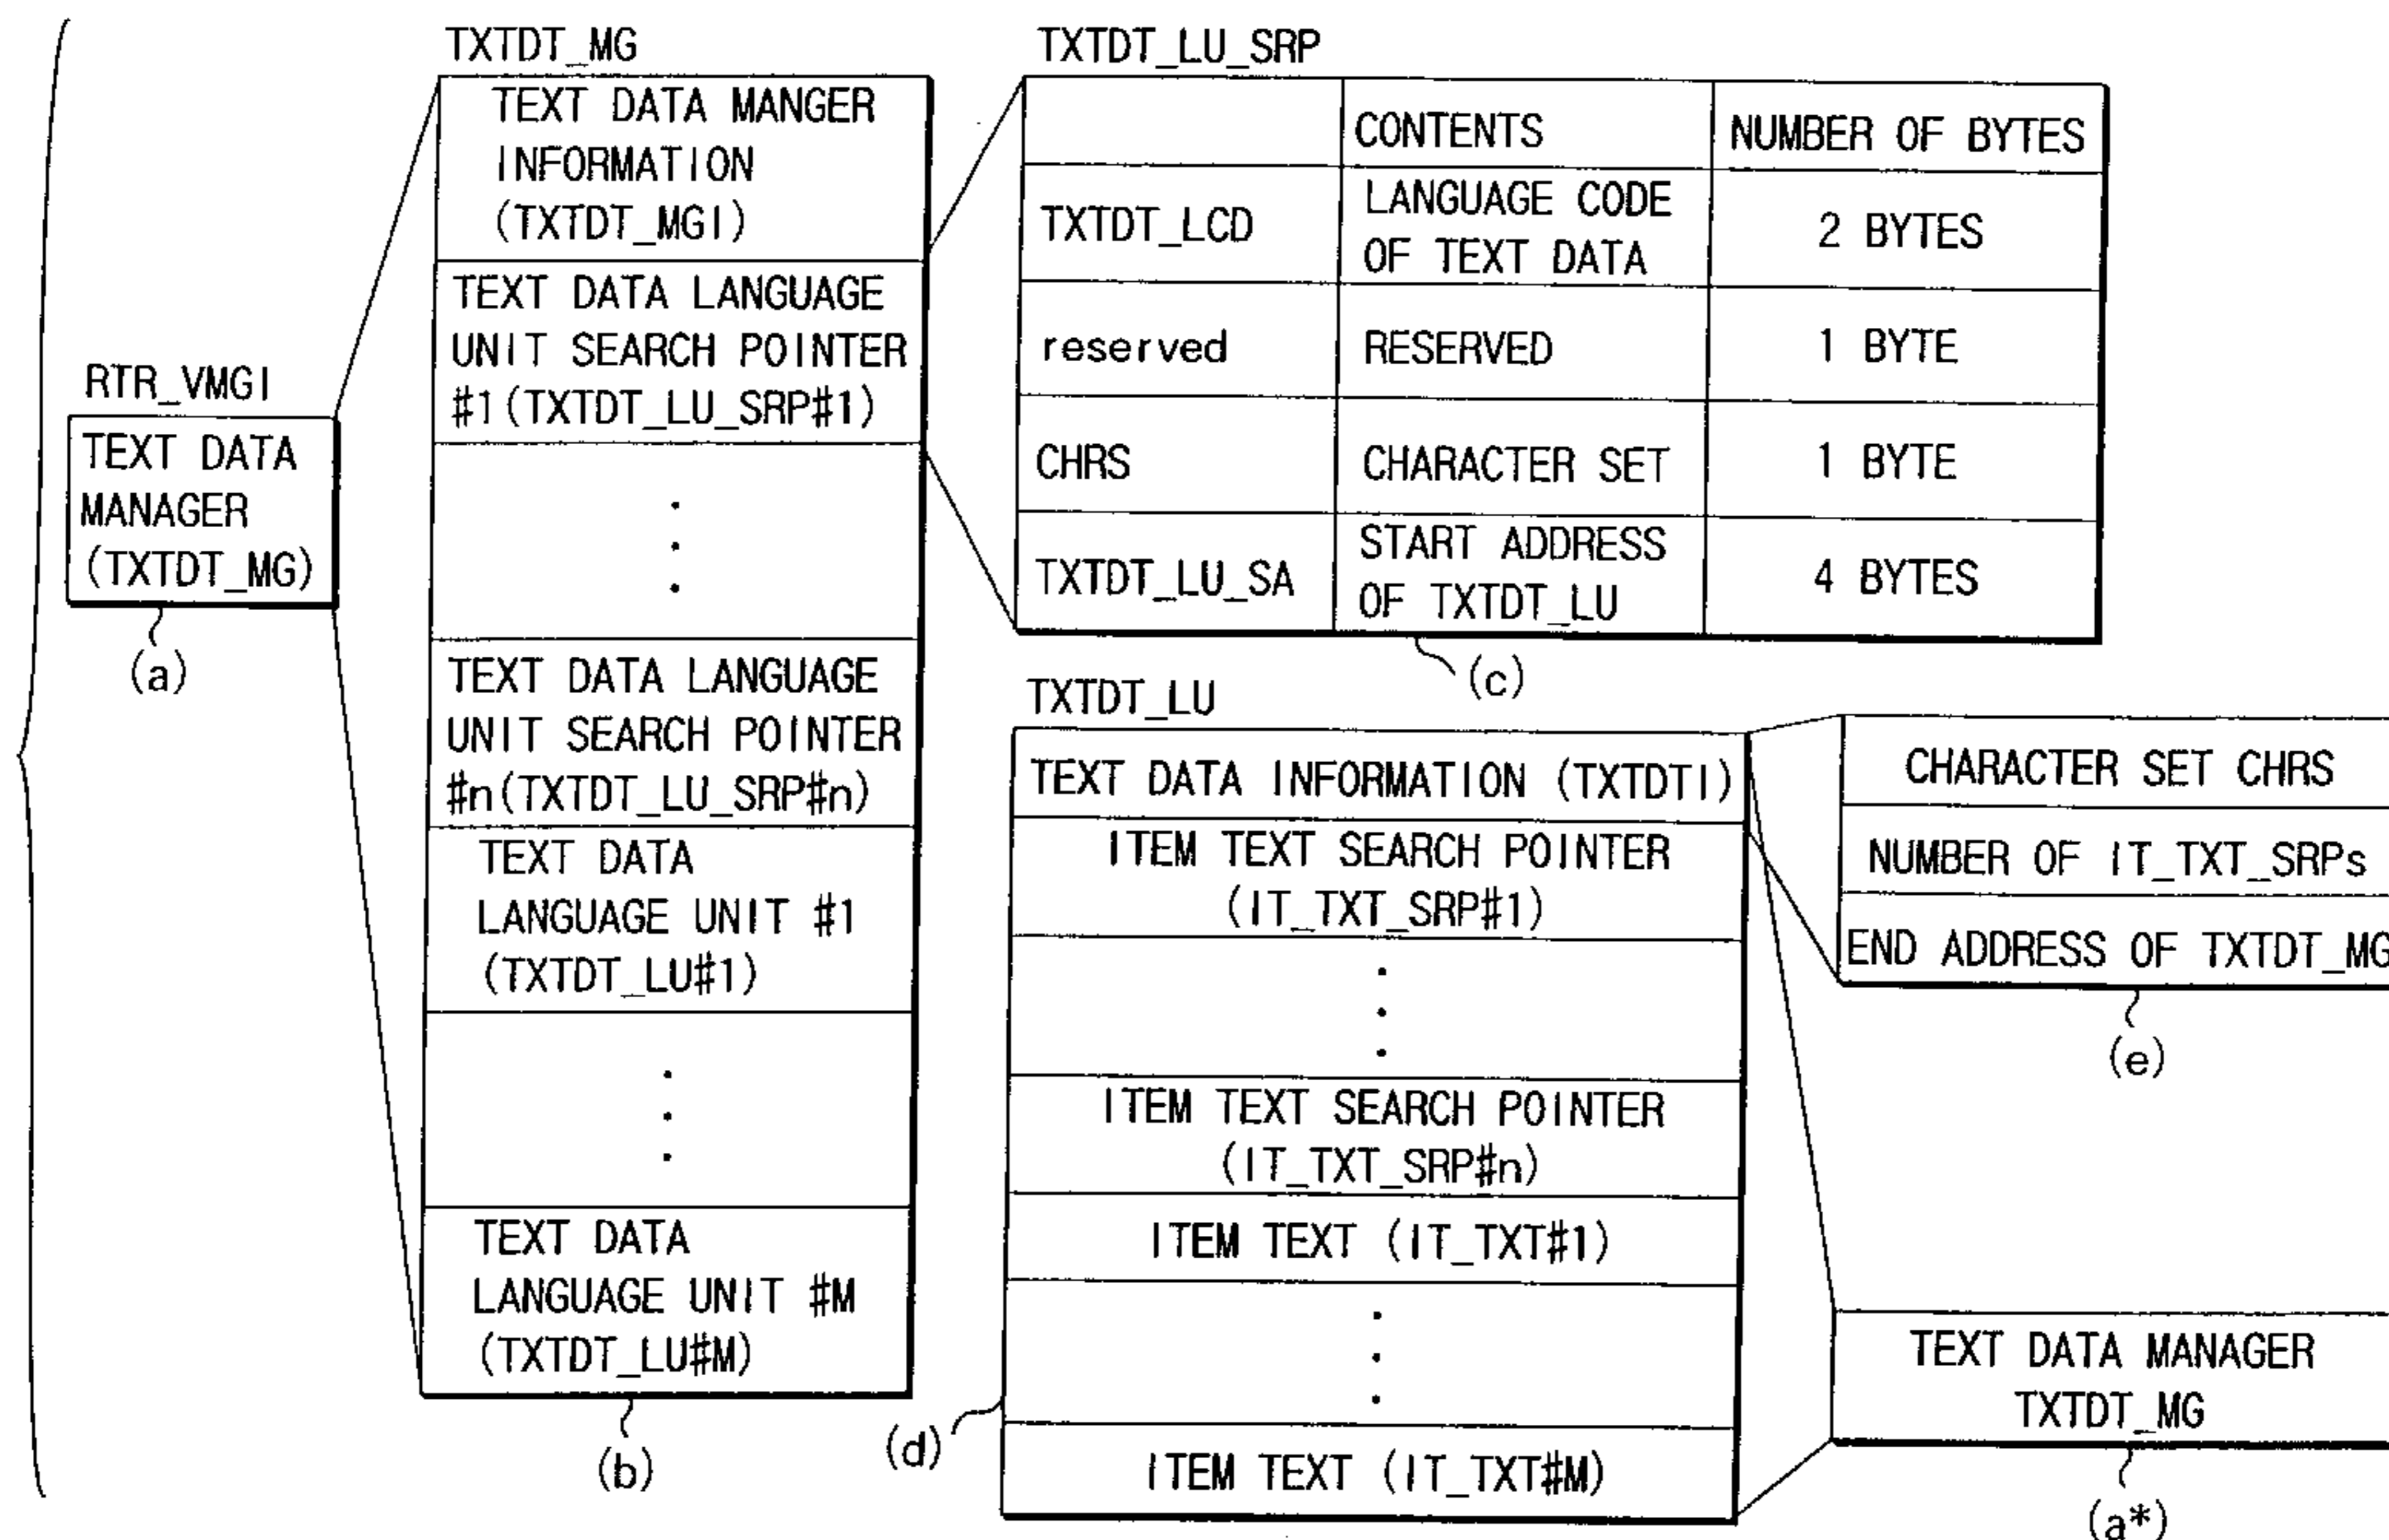 RTR_VMGI
TEXT DATA
MANAGER
(TXTDT_MG)
(a)
TXTDT_MG
TEXT DATA MANGER
INFORMATION
(TXTDT_MGI)
TEXT DATA LANGUAGE
UNIT SEARCH POINTER
#1(TXTDT_LU_SRP#1)
TEXT DATA LANGUAGE
UNIT SEARCH POINTER
#n(TXTDT_LU_SRP#n)
TEXT DATA
LANGUAGE UNIT #1
(TXTDT_LU#1)
TEXT DATA
LANGUAGE UNIT #M
(TXTDT_LU#M)
(b)
TXTDT_LU_SRP
CONTENTS
NUMBER OF BYTES
TXTDT_LCD
LANGUAGE CODE
OF TEXT DATA
2 BYTES
reserved
RESERVED
1 BYTE
CHRS
CHARACTER SET
1 BYTE
TXTDT_LU_SA
START ADDRESS
OF TXTDT_LU
4 BYTES
(c)
TXTDT_LU
TEXT DATA INFORMATION (TXTDTI)
ITEM TEXT SEARCH POINTER
(IT_TXT_SRP#1)
ITEM TEXT SEARCH POINTER
(IT_TXT_SRP#n)
ITEM TEXT (IT_TXT#1)
ITEM TEXT (IT_TXT#M)
(d)
CHARACTER SET CHRS
NUMBER OF IT_TXT_SRPs
END ADDRESS OF TXTDT_MG
(e)
TEXT DATA MANAGER
TXTDT_MG
(a*)